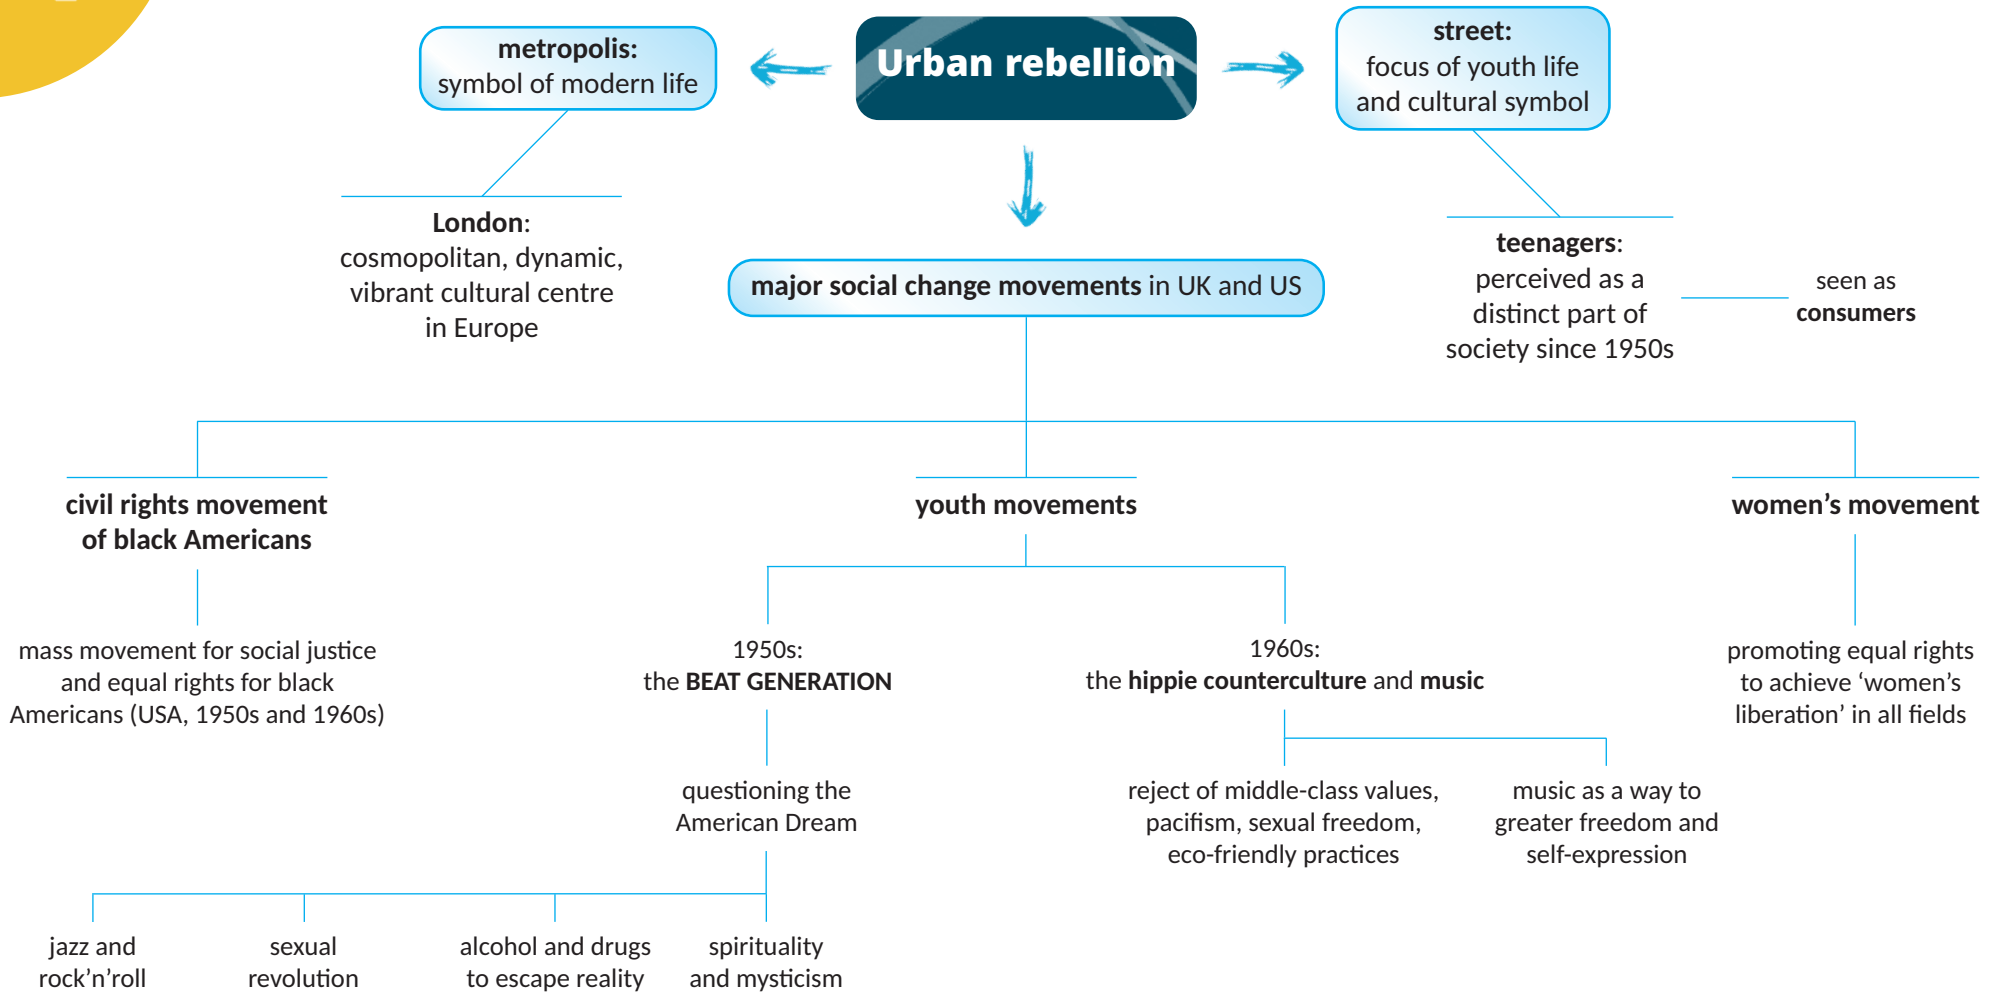 Urban rebellion
metropolis:
symbol of modern life
London:
cosmopolitan, dynamic,
vibrant cultural centre
in Europe
street:
focus of youth life
and cultural symbol
teenagers:
perceived as a
distinct part of
society since 1950s
seen as
consumers
major social change movements in UK and US
civil rights movement
of black Americans
mass movement for social justice
and equal rights for black
Americans (USA, 1950s and 1960s)
youth movements
1950s:
the BEAT GENERATION
questioning the
American Dream
jazz and
rock’n’roll
sexual
revolution
alcohol and drugs
to escape reality
spirituality
and mysticism
1960s:
the hippie counterculture and music
reject of middle-class values,
pacifism, sexual freedom,
eco-friendly practices
music as a way to
greater freedom and
self-expression
women’s movement
promoting equal rights
to achieve ‘women’s
liberation’ in all fields